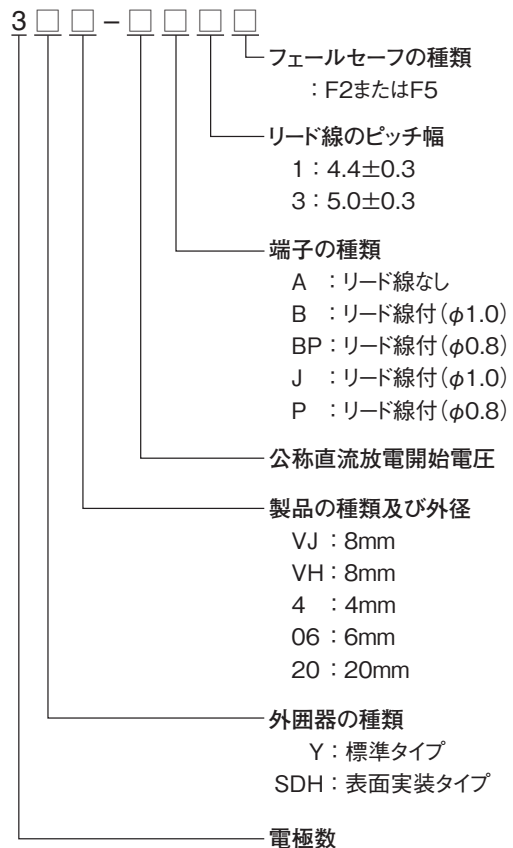 3□□-□□□□
フェールセーフの種類
：F2またはF5
リード線のピッチ幅
1：4.4±0.3
3：5.0±0.3
端子の種類
A ：リード線なし
B ：リード線付（φ1.0）
BP：リード線付（φ0.8）
J ：リード線付（φ1.0）
P ：リード線付（φ0.8）
公称直流放電開始電圧
製品の種類及び外径
VJ：8mm
VH：8mm
4 ：4mm
06：6mm
20：20mm
外囲器の種類
Y：標準タイプ
SDH：表面実装タイプ
電極数